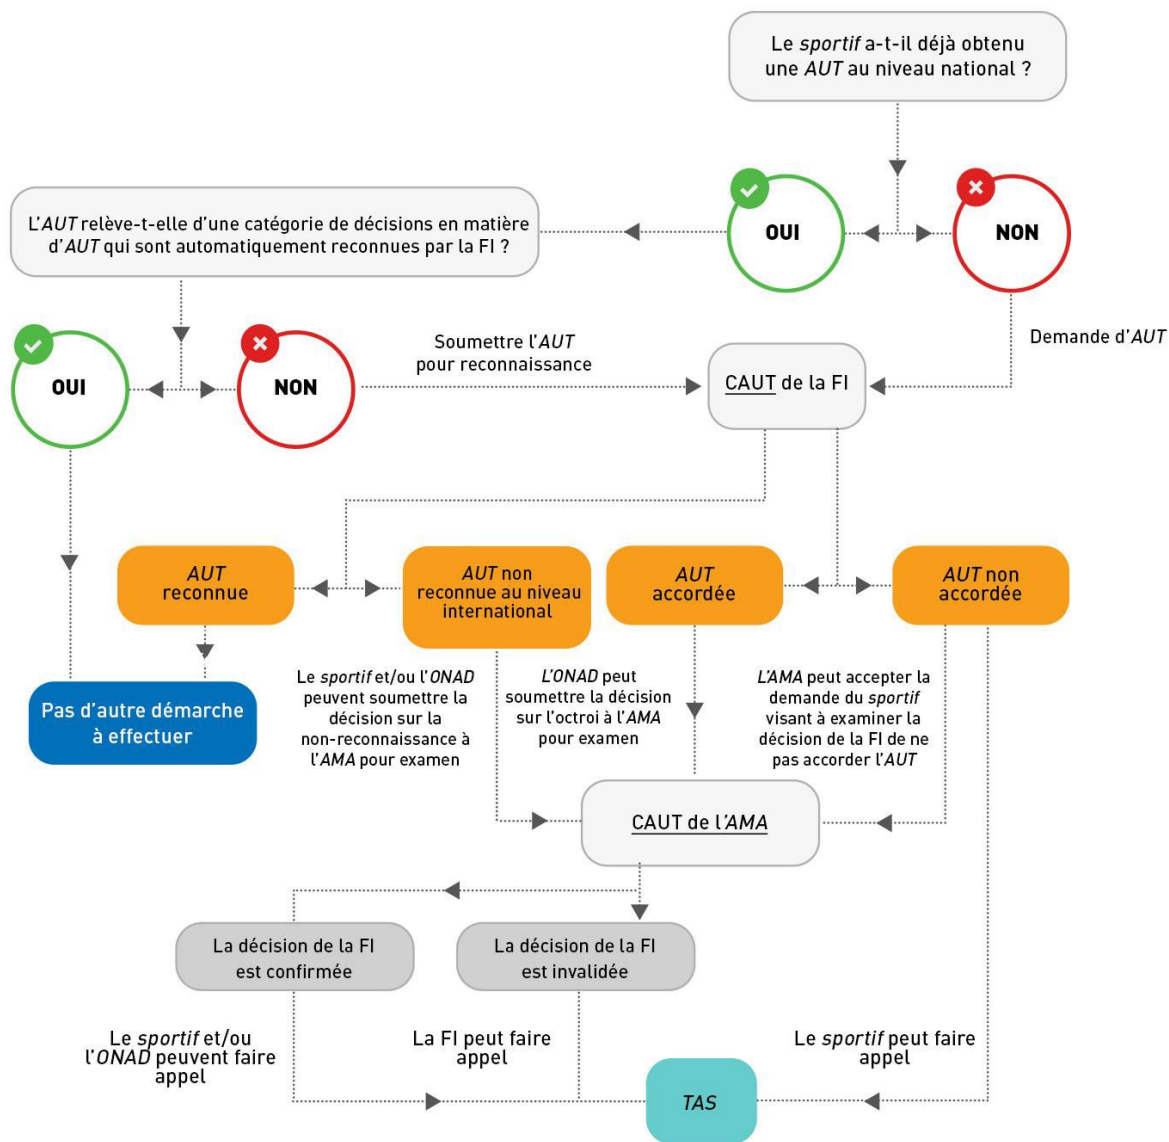 Le sportif a-t-il déjà obtenu
une AUT au niveau national ?
L'AUT relève-t-elle d'une catégorie de décisions en matière
d'AUT qui sont automatiquement reconnues par la FI ?
OUI
NON
OUI
NON
Soumettre l'AUT
pour reconnaissance
CAUT de la FI
Demande d'AUT
AUT
reconnue
AUT non
reconnue au niveau
international
AUT
accordée
AUT non
accordée
Pas d'autre démarche
à effectuer
Le sportif et/ou l'ONAD
peuvent soumettre la
décision sur la
non-reconnaissance à
l'AMA pour examen
L'ONAD peut
soumettre la décision
sur l'octroi à l'AMA
pour examen
L'AMA peut accepter la
demande du sportif
visant à examiner la
décision de la FI de ne
pas accorder l'AUT
CAUT de l'AMA
La décision de la FI
est confirmée
La décision de la FI
est invalidée
Le sportif et/ou
l'ONAD peuvent faire
appel
La FI peut faire
appel
Le sportif peut faire
appel
TAS